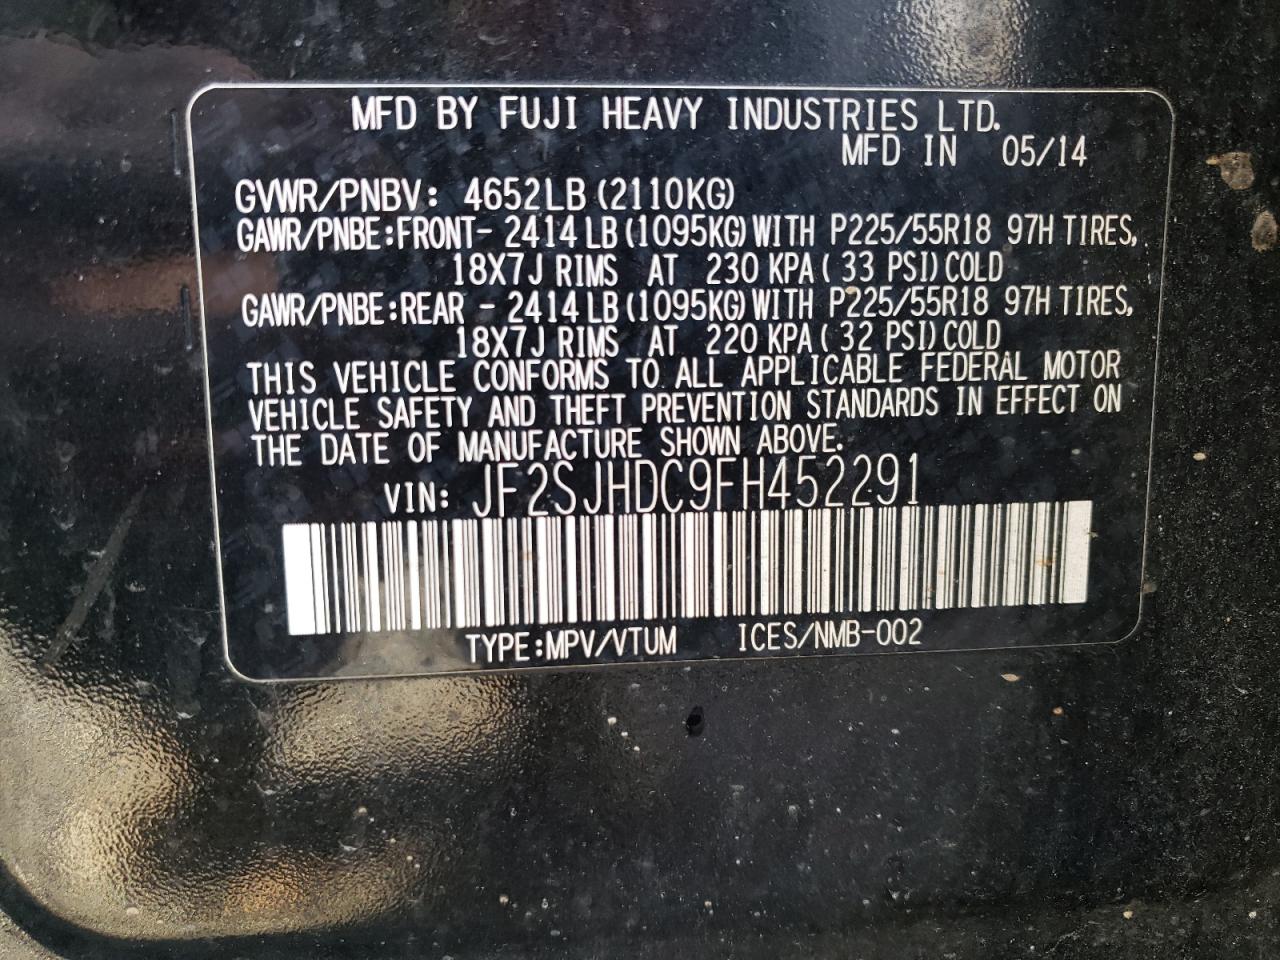 MFD BY FUJI HEAVY INDUSTRIES LTD.
MFD IN 05/14
GVWR/PNBV: 4652LB (2110KG)
GAWR/PNBE:FRONT- 2414 LB (1095KG) WITH P225/55R18 97H TIRES,
18X7J RIMS AT 230 KPA ( 33 PSI) COLD
GAWR/PNBE:REAR - 2414 LB (1095KG) WITH P225/55R18 97H TIRES,
18X7J RIMS AT 220 KPA ( 32 PSI) COLD
THIS VEHICLE CONFORMS TO ALL APPLICABLE FEDERAL MOTOR
VEHICLE SAFETY AND THEFT PREVENTION STANDARDS IN EFFECT ON
THE DATE OF MANUFACTURE SHOWN ABOVE.
VIN: JF2SJHDC9FH452291
TYPE:MPV/VTUM ICES/NMB-002